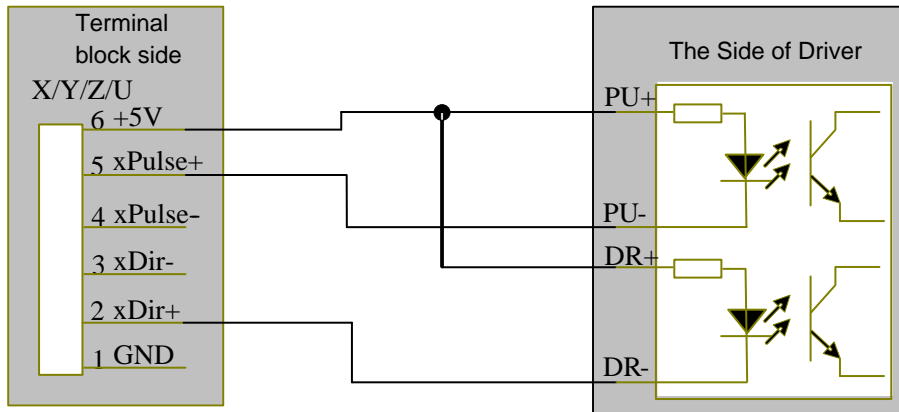 Terminal
block side
X/Y/Z/U
6 +5V
5 xPulse+
4 xPulse-
3 xDir-
2 xDir+
1 GND
The Side of Driver
PU+
PU-
DR+
DR-